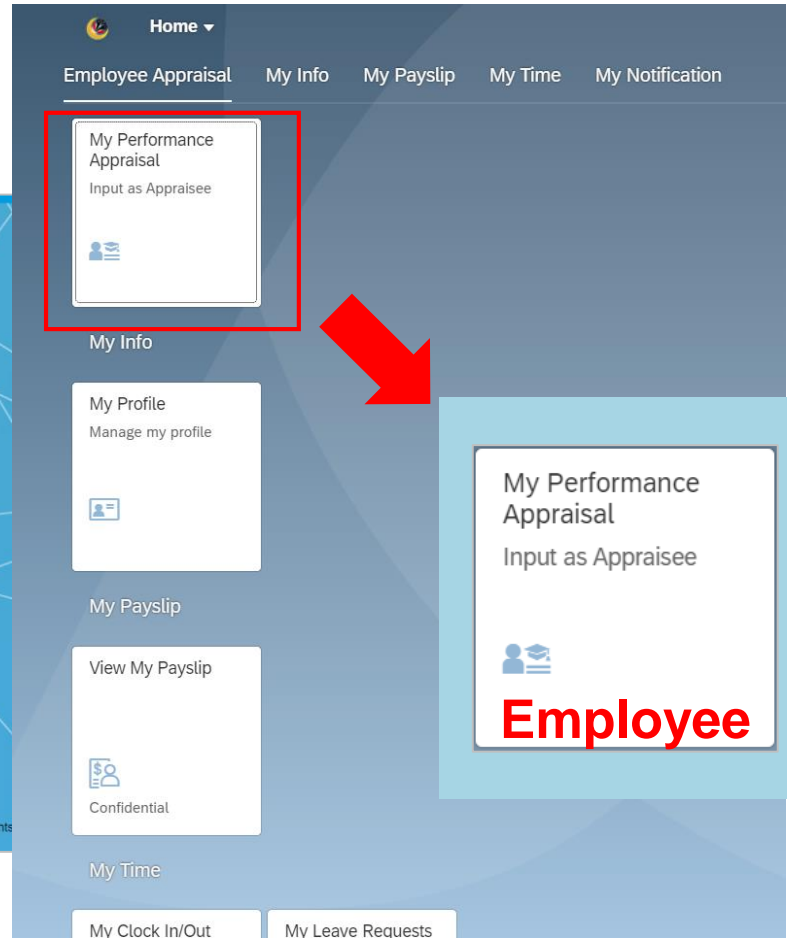 Home
Employee Appraisal My Info My Payslip My Time My Notification
My Performance
Appraisal
Input as Appraisee
My Info
My Profile
Manage my profile
My Performance
Appraisal
Input as Appraisee
Employee
My Payslip
View My Payslip
Confidential
My Time
My Clock In/Out My Leave Requests